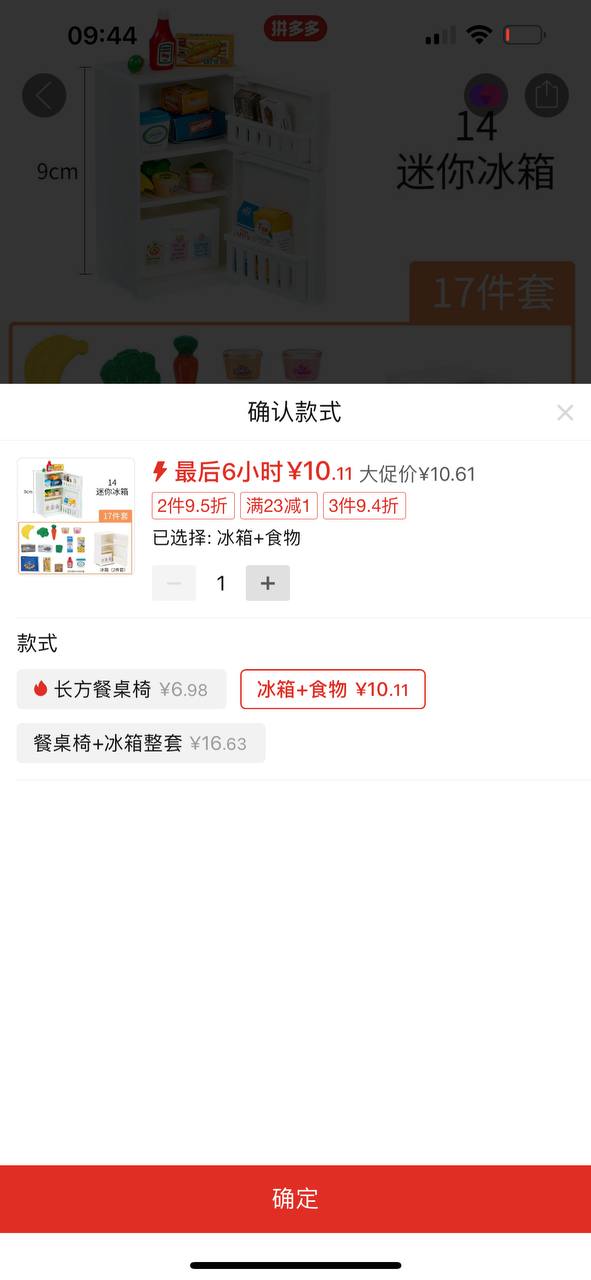 09:44
拼多多
14
迷你冰箱
9cm
17件套
确认款式
最后6小时¥10.11 大促价¥10.61
2件9.5折 满23减1 3件9.4折
已选择: 冰箱+食物
14
迷你冰箱
9cm
17件套
1
款式
长方餐桌椅 ¥6.98
冰箱+食物 ¥10.11
餐桌椅+冰箱整套 ¥16.63
确定